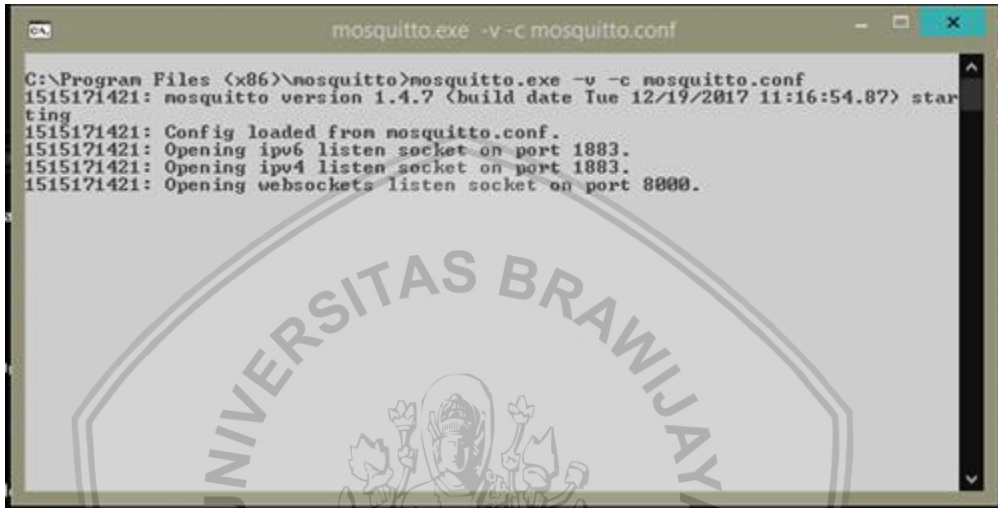 mosquitto.exe -v -c mosquitto.conf
C:\Program Files (x86)\mosquitto>mosquitto.exe -v -c mosquitto.conf
1515171421: mosquitto version 1.4.7 (build date Tue 12/19/2017 11:16:54.87) star
ting
1515171421: Config loaded from mosquitto.conf.
1515171421: Opening ipv6 listen socket on port 1883.
1515171421: Opening ipv4 listen socket on port 1883.
1515171421: Opening websockets listen socket on port 8000.
UNIVERSITAS BRAWIJAYA